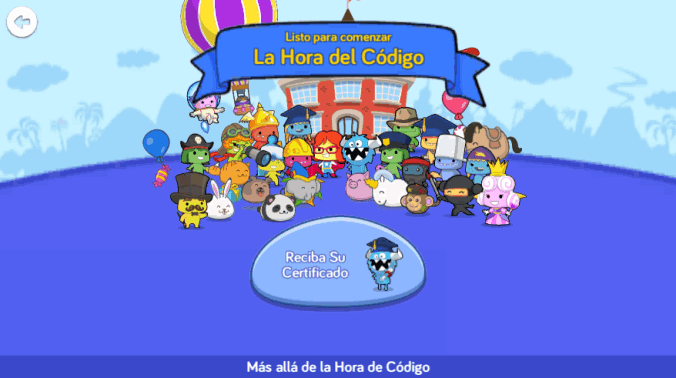 Listo para comenzar
La Hora del Código
Reciba Su
Certificado
Más allá de la Hora de Código